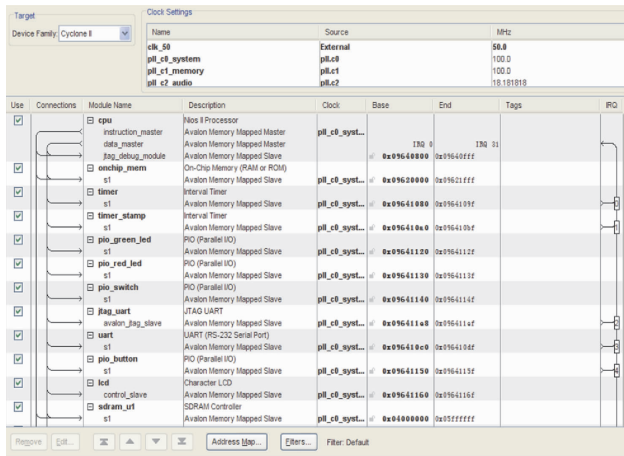 Target
Device Family: Cyclone II
Clock Settings
Name Source MHz
clk_50 External 50.0
pll_c0_system pll.c0 100.0
pll_c1_memory pll.c1 100.0
pll_c2_audio pll.c2 18.181818
Use Connections Module Name Description Clock Base End Tags IRQ
cpu Nios II Processor
instruction_master Avalon Memory Mapped Master pll_c0_syst...
data_master Avalon Memory Mapped Master IRQ 0 IRQ 31
jtag_debug_module Avalon Memory Mapped Slave 0x09640800 0x09640fff
onchip_mem On-Chip Memory (RAM or ROM)
s1 Avalon Memory Mapped Slave pll_c0_syst... 0x09620000 0x09621fff
timer Interval Timer
s1 Avalon Memory Mapped Slave pll_c0_syst... 0x09641080 0x0964109f 0
timer_stamp Interval Timer
s1 Avalon Memory Mapped Slave pll_c0_syst... 0x096410a0 0x096410bf 1
pio_green_led PIO (Parallel I/O)
s1 Avalon Memory Mapped Slave pll_c0_syst... 0x09641120 0x0964112f
pio_red_led PIO (Parallel I/O)
s1 Avalon Memory Mapped Slave pll_c0_syst... 0x09641130 0x0964113f
pio_switch PIO (Parallel I/O)
s1 Avalon Memory Mapped Slave pll_c0_syst... 0x09641140 0x0964114f
jtag_uart JTAG UART
avalon_jtag_slave Avalon Memory Mapped Slave pll_c0_syst... 0x096411e8 0x096411ef 2
uart UART (RS-232 Serial Port)
s1 Avalon Memory Mapped Slave pll_c0_syst... 0x096410c0 0x096410df 3
pio_button PIO (Parallel I/O)
s1 Avalon Memory Mapped Slave pll_c0_syst... 0x09641150 0x0964115f 4
lcd Character LCD
control_slave Avalon Memory Mapped Slave pll_c0_syst... 0x09641160 0x0964116f
sdram_u1 SDRAM Controller
s1 Avalon Memory Mapped Slave pll_c0_syst... 0x04000000 0x05ffffff
Remove Edit... Address Map... Filters... Filter: Default